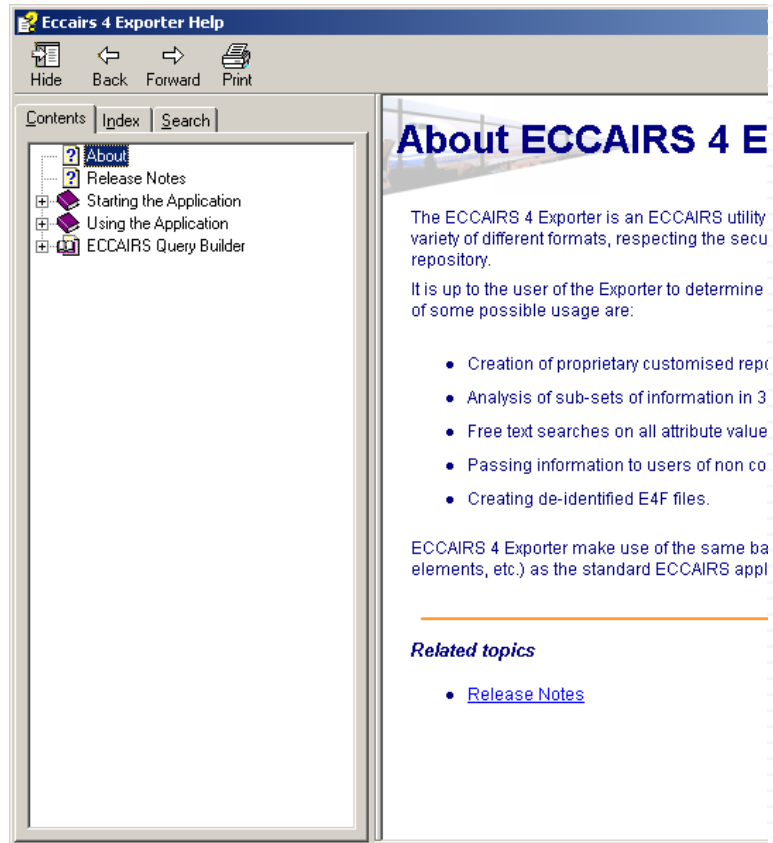 Eccairs 4 Exporter Help
Hide Back Forward Print
Contents Index Search
About
Release Notes
Starting the Application
Using the Application
ECCAIRS Query Builder
About ECCAIRS 4 E
The ECCAIRS 4 Exporter is an ECCAIRS utility
variety of different formats, respecting the secu
repository.
It is up to the user of the Exporter to determine
of some possible usage are:
Creation of proprietary customised repo
Analysis of sub-sets of information in 3
Free text searches on all attribute value
Passing information to users of non co
Creating de-identified E4F files.
ECCAIRS 4 Exporter make use of the same ba
elements, etc.) as the standard ECCAIRS appl
Related topics
Release Notes